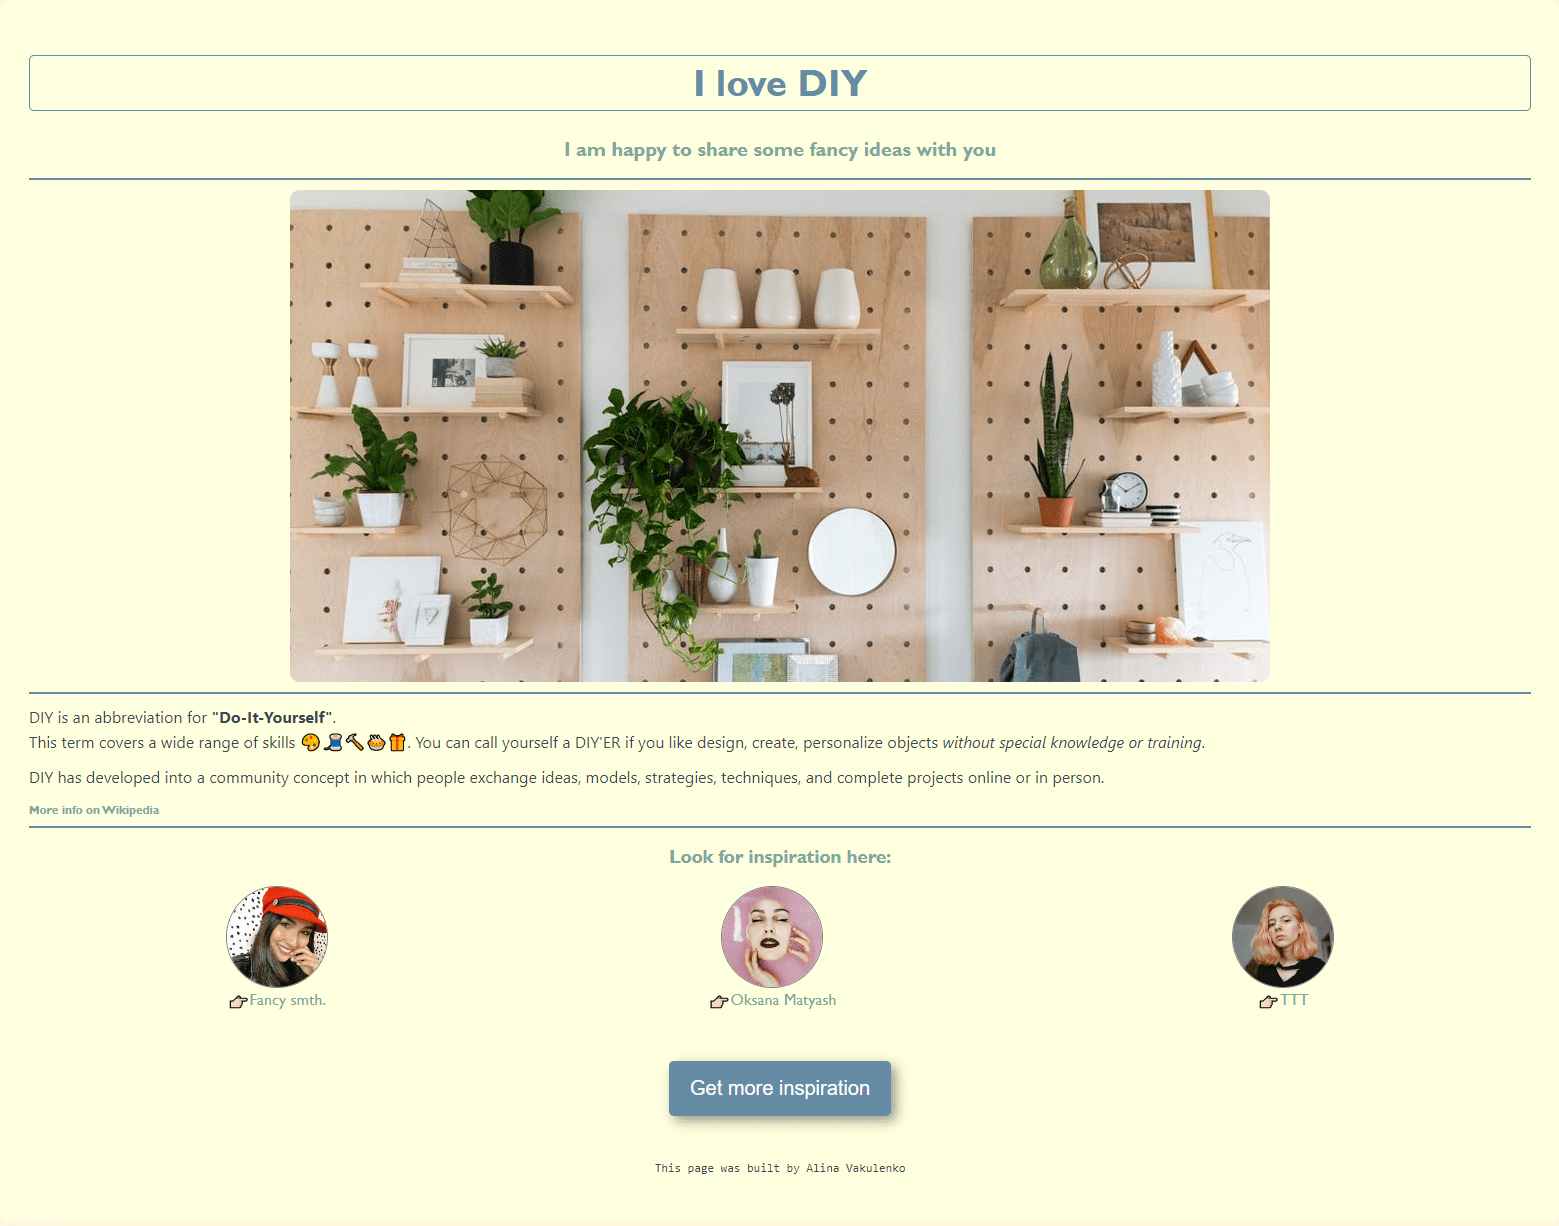 I love DIY
I am happy to share some fancy ideas with you
DIY is an abbreviation for "Do-It-Yourself".
This term covers a wide range of skills 🎨🧵🔨🧶🎁. You can call yourself a DIY'ER if you like design, create, personalize objects without special knowledge or training.
DIY has developed into a community concept in which people exchange ideas, models, strategies, techniques, and complete projects online or in person.
More info on Wikipedia
Look for inspiration here:
👉Fancy smth.
👉Oksana Matyash
👉TTT
Get more inspiration
This page was built by Alina Vakulenko